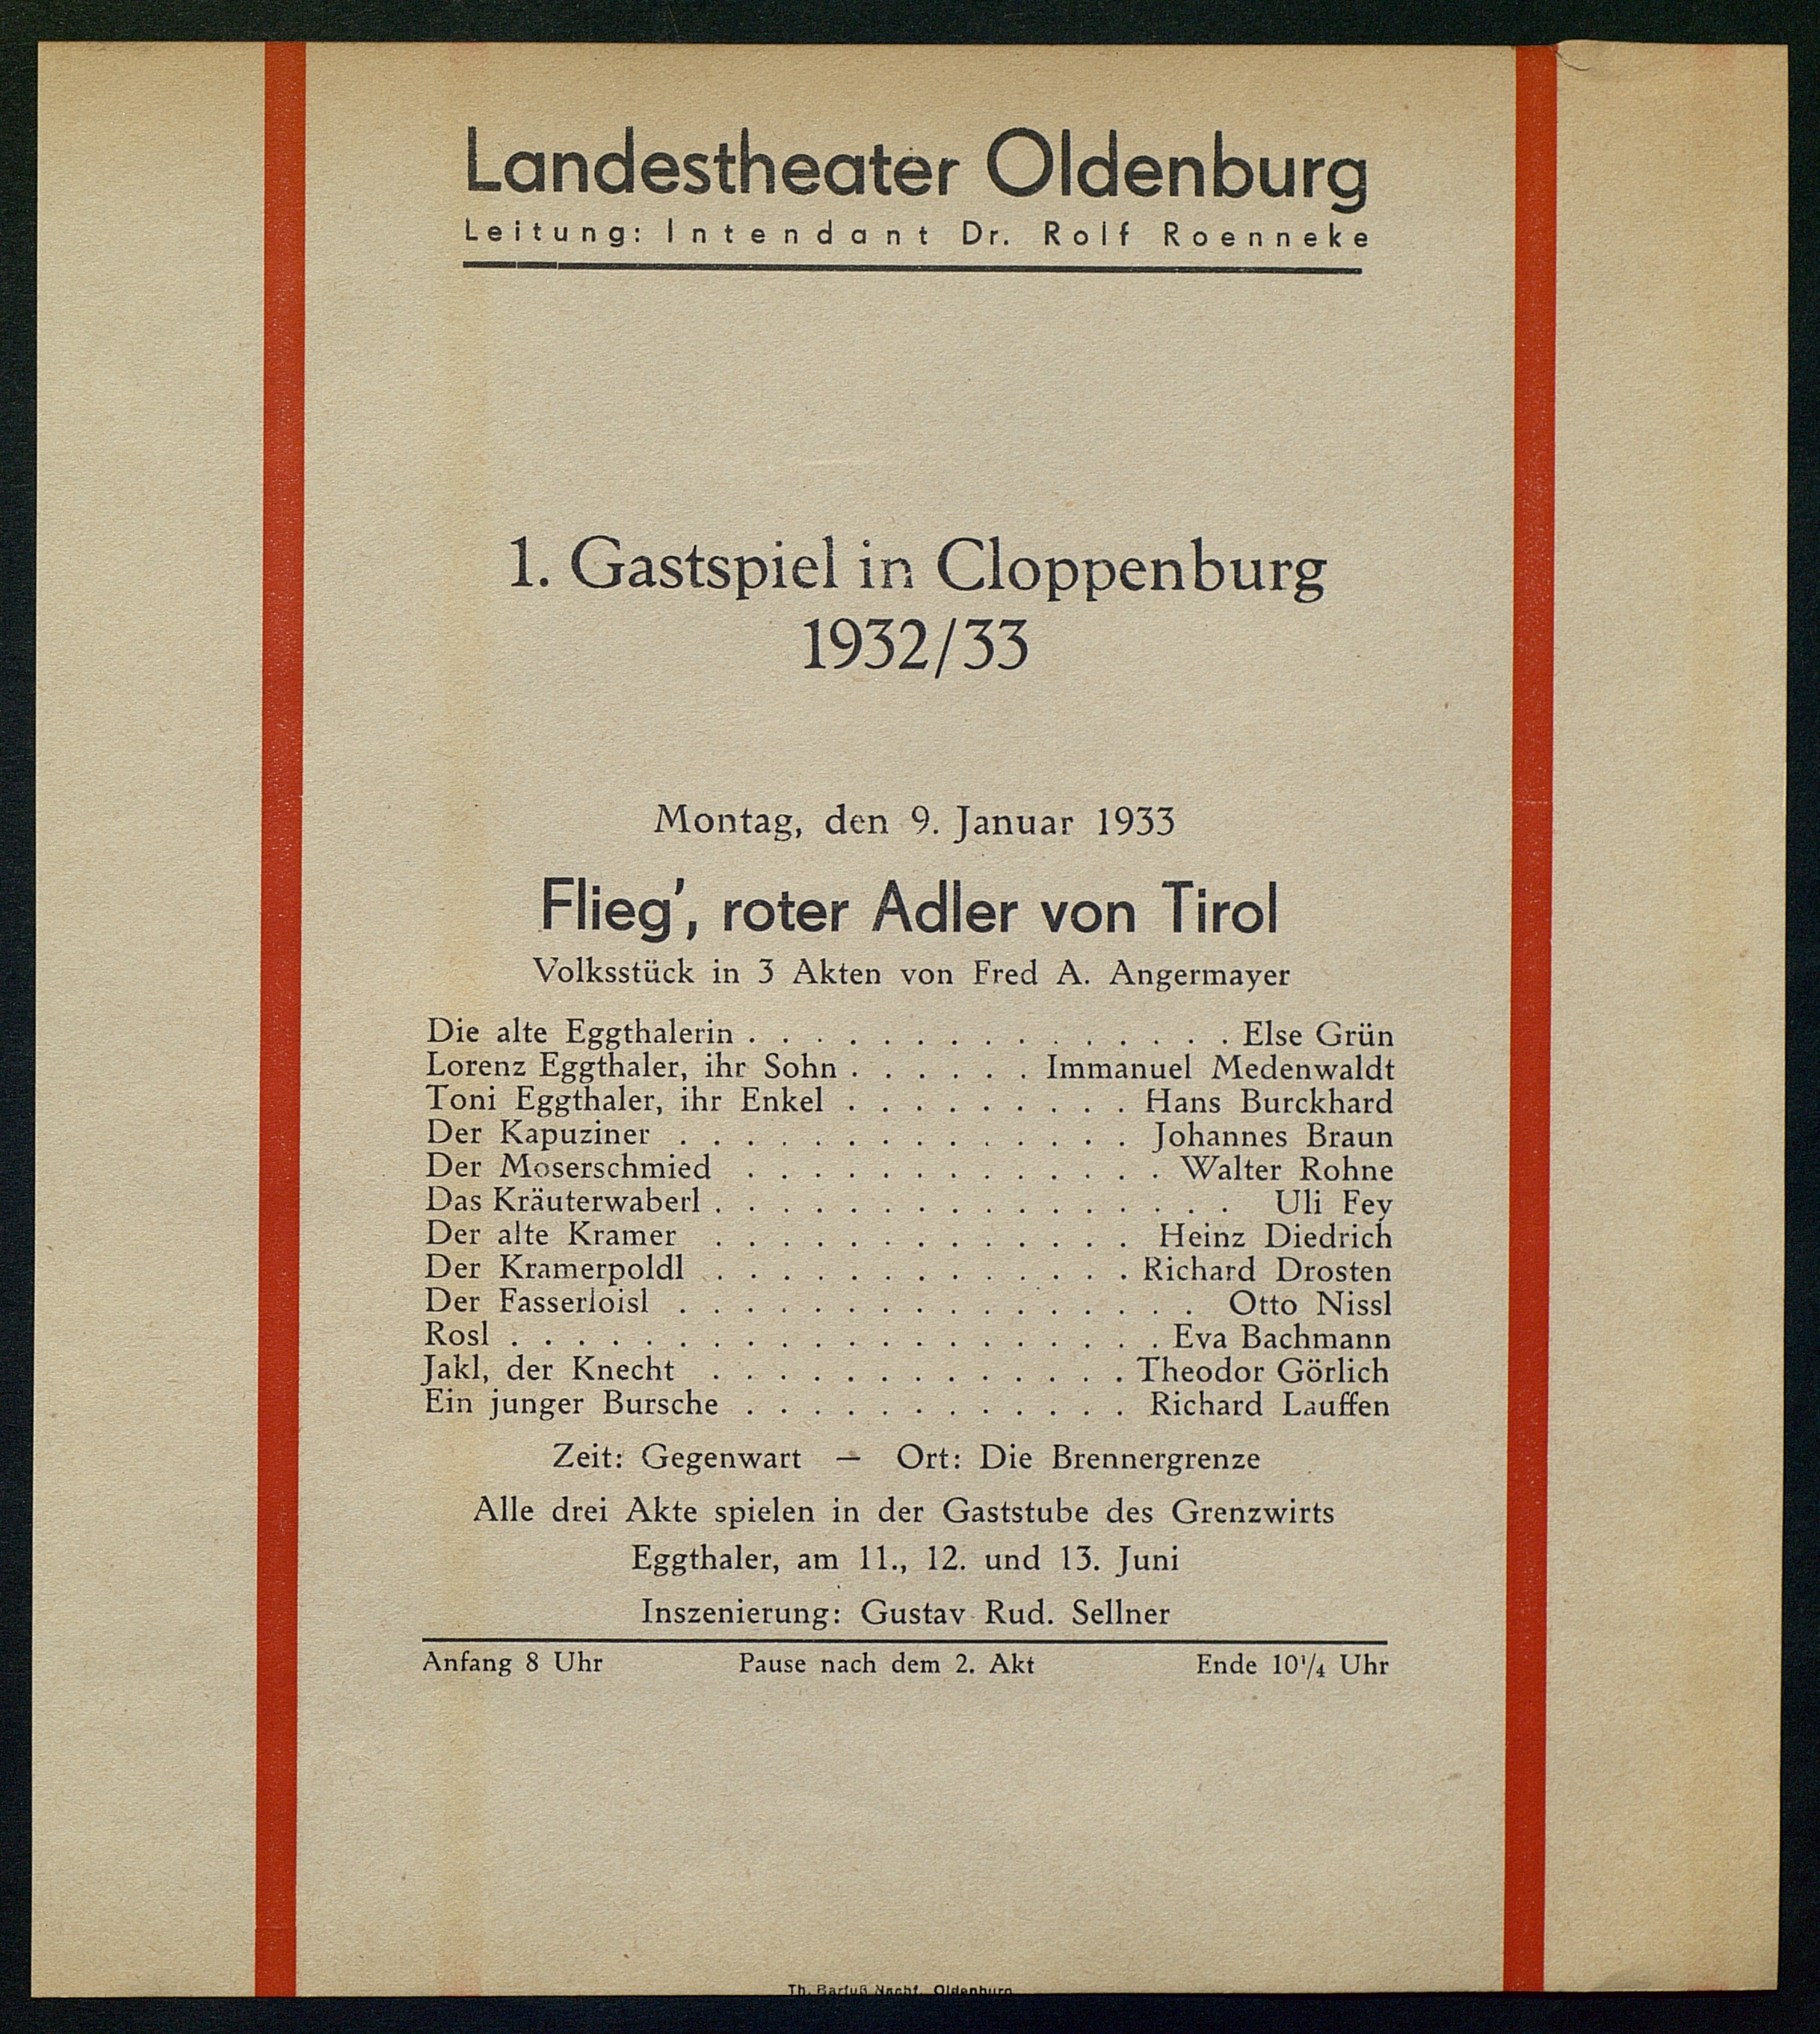 Landestheater Oldenburg
Leitung: Intendant Dr. Rolf Roenneke
1. Gastspiel in Cloppenburg
1932/33
Montag, den 9. Januar 1933
Flieg', roter Adler von Tirol
Volksstück in 3 Akten von Fred A. Angermayer
Die alte Eggthalerin . . . . . . . . . . . . . . . Else Grün
Lorenz Eggthaler, ihr Sohn . . . . . . Immanuel Medenwaldt
Toni Eggthaler, ihr Enkel . . . . . . . . . Hans Burckhard
Der Kapuziner . . . . . . . . . . . . . . Johannes Braun
Der Moserschmied . . . . . . . . . . . . . Walter Rohne
Das Kräuterwaberl . . . . . . . . . . . . . . . . Uli Fey
Der alte Kramer . . . . . . . . . . . . . Heinz Diedrich
Der Kramerpoldl . . . . . . . . . . . . . Richard Drosten
Der Fasserloisl . . . . . . . . . . . . . . . . Otto Nissl
Rosl . . . . . . . . . . . . . . . . . . . . Eva Bachmann
Jakl, der Knecht . . . . . . . . . . . . . Theodor Görlich
Ein junger Bursche . . . . . . . . . . . . Richard Lauffen
Zeit: Gegenwart — Ort: Die Brennergrenze
Alle drei Akte spielen in der Gaststube des Grenzwirts
Eggthaler, am 11., 12. und 13. Juni
Inszenierung: Gustav Rud. Sellner
Anfang 8 Uhr Pause nach dem 2. Akt Ende 10¹/₄ Uhr
Th. Barfuß Nachf. Oldenburg